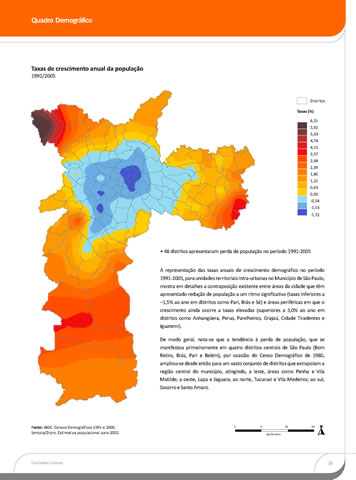 Quadro Demográfico
Taxas de crescimento anual da população
1991/2005
Distritos
Taxas (%)
6,51
5,92
5,33
4,74
4,15
3,57
2,98
2,39
1,80
1,21
0,63
0,00
-0,54
-1,13
-1,72
• 48 distritos apresentaram perda de população no período 1991-2005
A representação das taxas anuais de crescimento demográfico no período
1991-2005, para unidades territoriais intra-urbanas no Município de São Paulo,
mostra em detalhes a contraposição existente entre áreas da cidade que têm
apresentado redução de população a um ritmo significativo (taxas inferiores a
-1,5% ao ano em distritos como Pari, Brás e Sé) e áreas periféricas em que o
crescimento ainda ocorre a taxas elevadas (superiores a 3,0% ao ano em
distritos como Anhangüera, Perus, Parelheiros, Grajaú, Cidade Tiradentes e
Iguatemi).
De modo geral, nota-se que a tendência à perda de população, que se
manifestou primeiramente em quatro distritos centrais de São Paulo (Bom
Retiro, Brás, Pari e Belém), por ocasião do Censo Demográfico de 1980,
ampliou-se desde então para um vasto conjunto de distritos que extrapolam a
região central do município, atingindo, a leste, áreas como Penha e Vila
Matilde; a oeste, Lapa e Jaguara; ao norte, Tucuruvi e Vila Medeiros; ao sul,
Socorro e Santo Amaro.
Fonte: IBGE. Censos Demográficos 1991 e 2000.
Sempla/Dipro. Estimativa populacional para 2005.